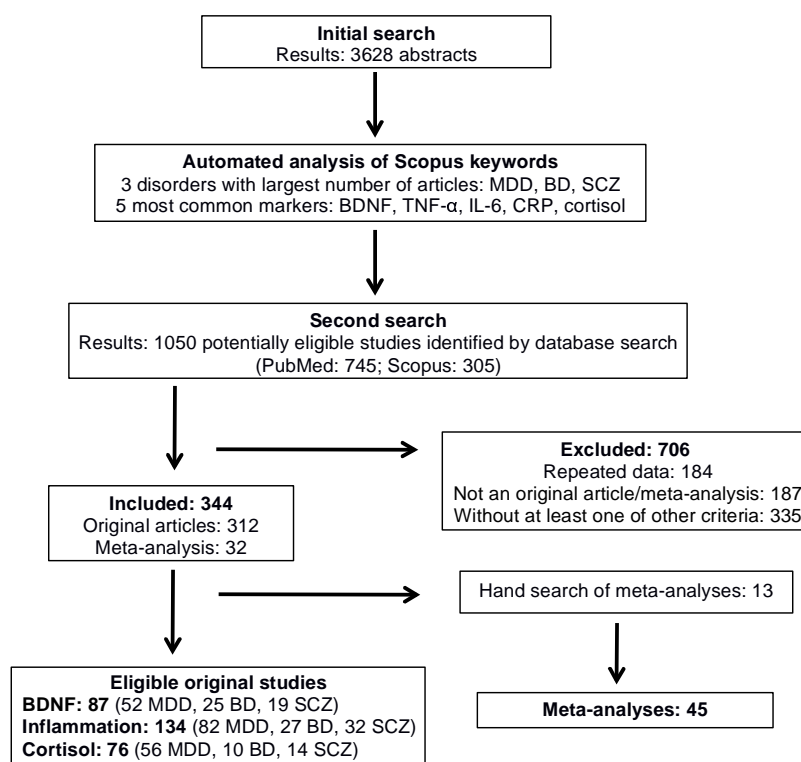 Initial search
Results: 3628 abstracts
Automated analysis of Scopus keywords
3 disorders with largest number of articles: MDD, BD, SCZ
5 most common markers: BDNF, TNF-α, IL-6, CRP, cortisol
Second search
Results: 1050 potentially eligible studies identified by database search
(PubMed: 745; Scopus: 305)
Excluded: 706
Repeated data: 184
Not an original article/meta-analysis: 187
Without at least one of other criteria: 335
Included: 344
Original articles: 312
Meta-analysis: 32
Hand search of meta-analyses: 13
Eligible original studies
BDNF: 87 (52 MDD, 25 BD, 19 SCZ)
Inflammation: 134 (82 MDD, 27 BD, 32 SCZ)
Cortisol: 76 (56 MDD, 10 BD, 14 SCZ)
Meta-analyses: 45